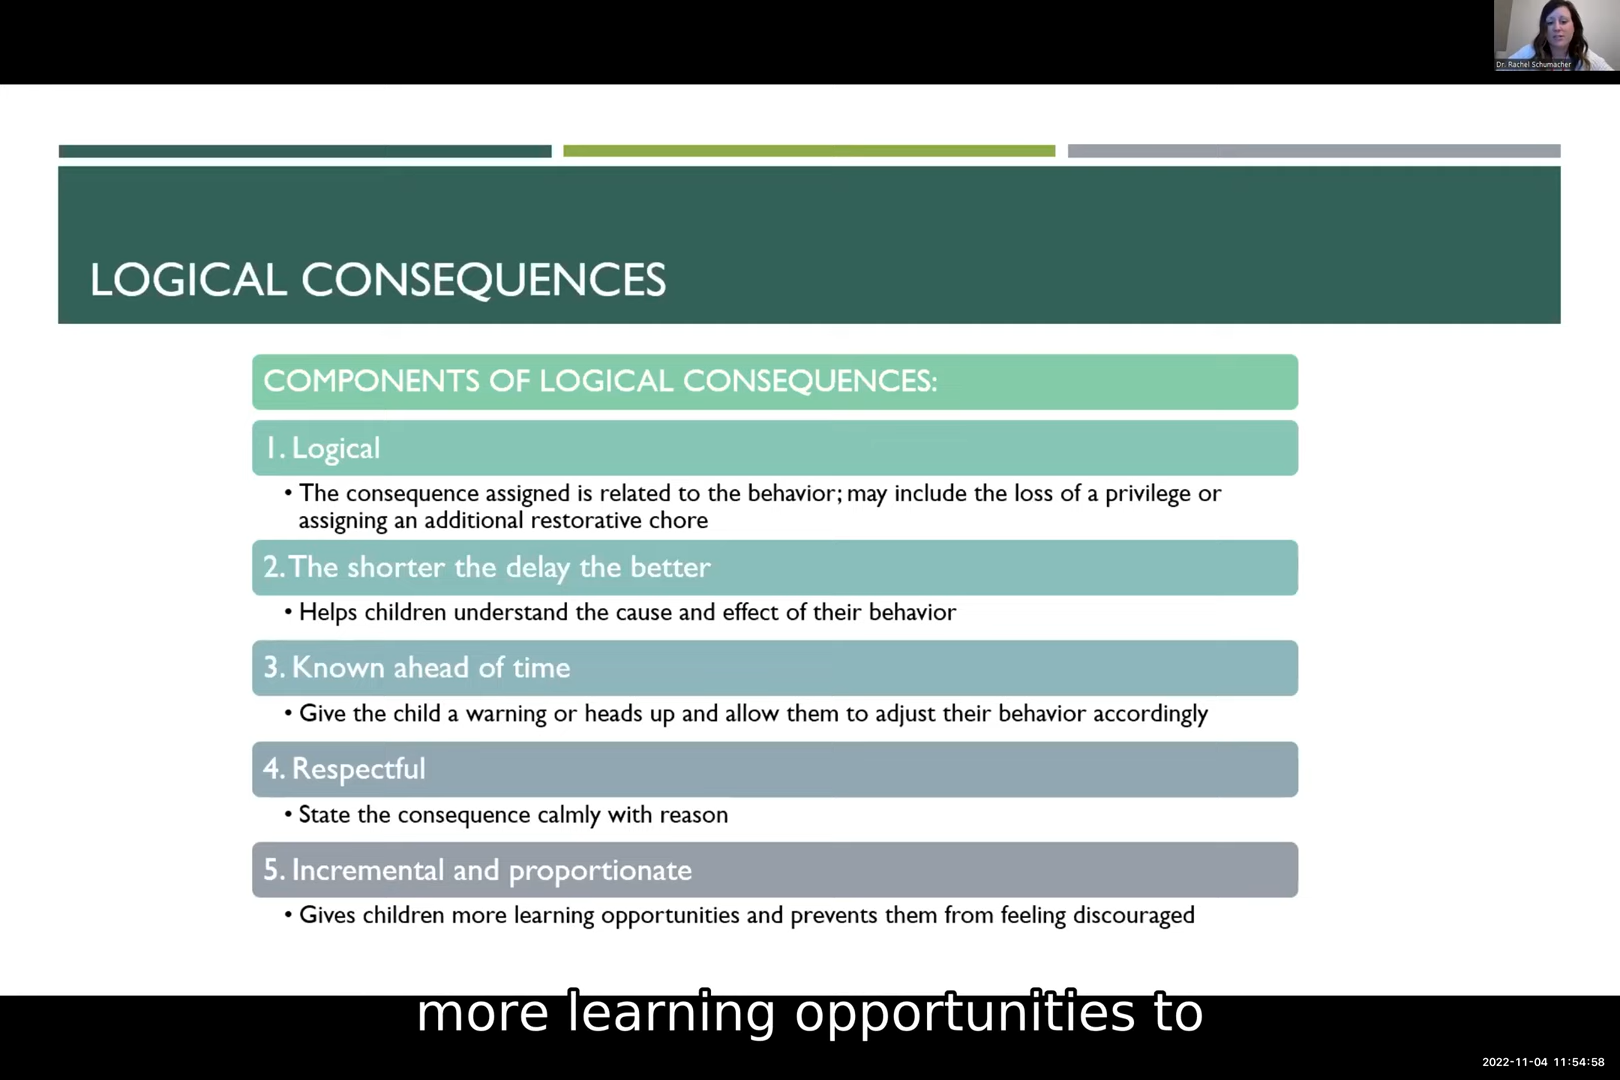 Dr. Rachel Schumacher
LOGICAL CONSEQUENCES
COMPONENTS OF LOGICAL CONSEQUENCES:
1. Logical
• The consequence assigned is related to the behavior; may include the loss of a privilege or
assigning an additional restorative chore
2. The shorter the delay the better
• Helps children understand the cause and effect of their behavior
3. Known ahead of time
• Give the child a warning or heads up and allow them to adjust their behavior accordingly
4. Respectful
• State the consequence calmly with reason
5. Incremental and proportionate
• Gives children more learning opportunities and prevents them from feeling discouraged
more learning opportunities to
2022-11-04 11:54:58